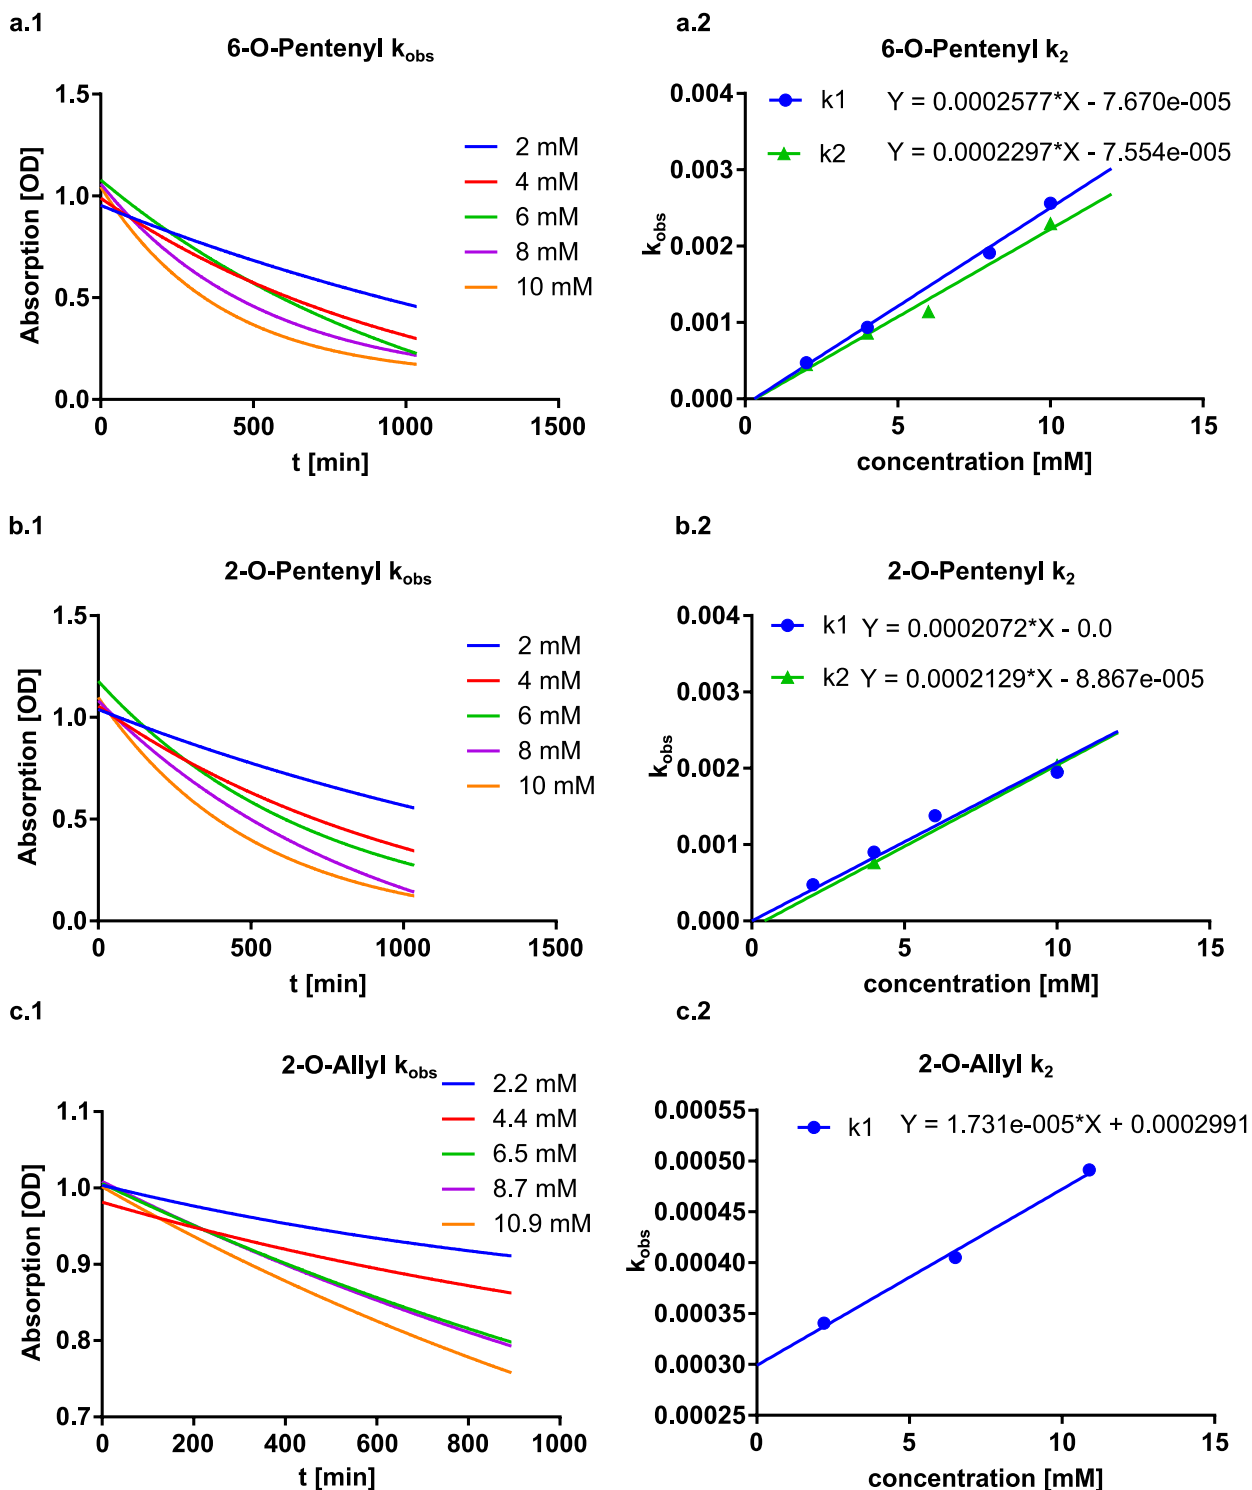 a.1
6-O-Pentenyl kobs
Absorption [OD]
1.5
1.0
0.5
0.0
0
500
1000
1500
t [min]
2 mM
4 mM
6 mM
8 mM
10 mM
a.2
6-O-Pentenyl k2
k1 Y = 0.0002577*X - 7.670e-005
k2 Y = 0.0002297*X - 7.554e-005
kobs
0.004
0.003
0.002
0.001
0.000
0
5
10
15
concentration [mM]
b.1
2-O-Pentenyl kobs
Absorption [OD]
1.5
1.0
0.5
0.0
0
500
1000
1500
t [min]
2 mM
4 mM
6 mM
8 mM
10 mM
b.2
2-O-Pentenyl k2
k1 Y = 0.0002072*X - 0.0
k2 Y = 0.0002129*X - 8.867e-005
kobs
0.004
0.003
0.002
0.001
0.000
0
5
10
15
concentration [mM]
c.1
2-O-Allyl kobs
Absorption [OD]
1.1
1.0
0.9
0.8
0.7
0
200
400
600
800
1000
t [min]
2.2 mM
4.4 mM
6.5 mM
8.7 mM
10.9 mM
c.2
2-O-Allyl k2
k1 Y = 1.731e-005*X + 0.0002991
kobs
0.00055
0.00050
0.00045
0.00040
0.00035
0.00030
0.00025
0
5
10
15
concentration [mM]